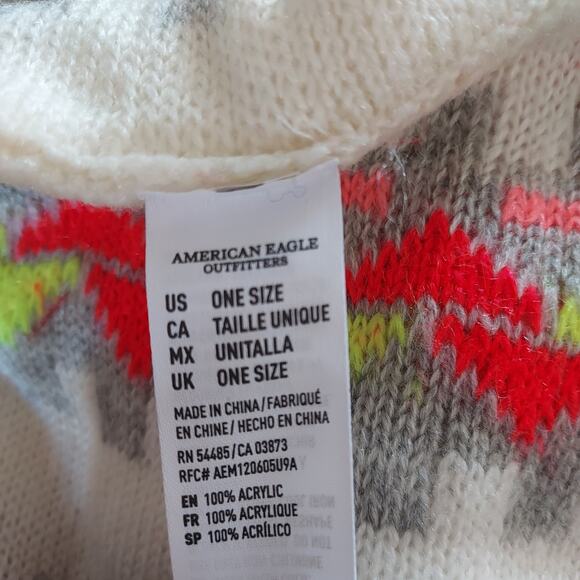 AMERICAN EAGLE
OUTFITTERS
US ONE SIZE
CA TAILLE UNIQUE
MX UNITALLA
UK ONE SIZE
MADE IN CHINA/FABRIQUÉ
EN CHINE/HECHO EN CHINA
RN 54485/CA 03873
RFC# AEM120605U9A
EN 100% ACRYLIC
FR 100% ACRYLIQUE
SP 100% ACRÍLICO